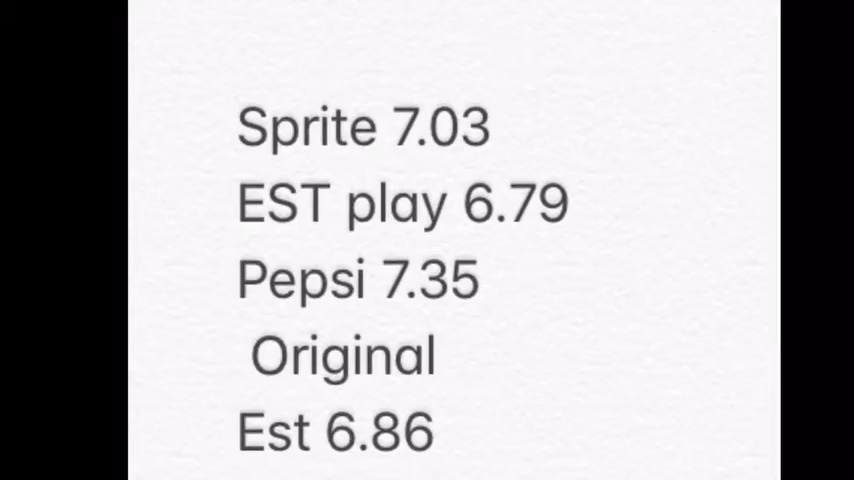 Sprite 7.03
EST play 6.79
Pepsi 7.35
Original
Est 6.86